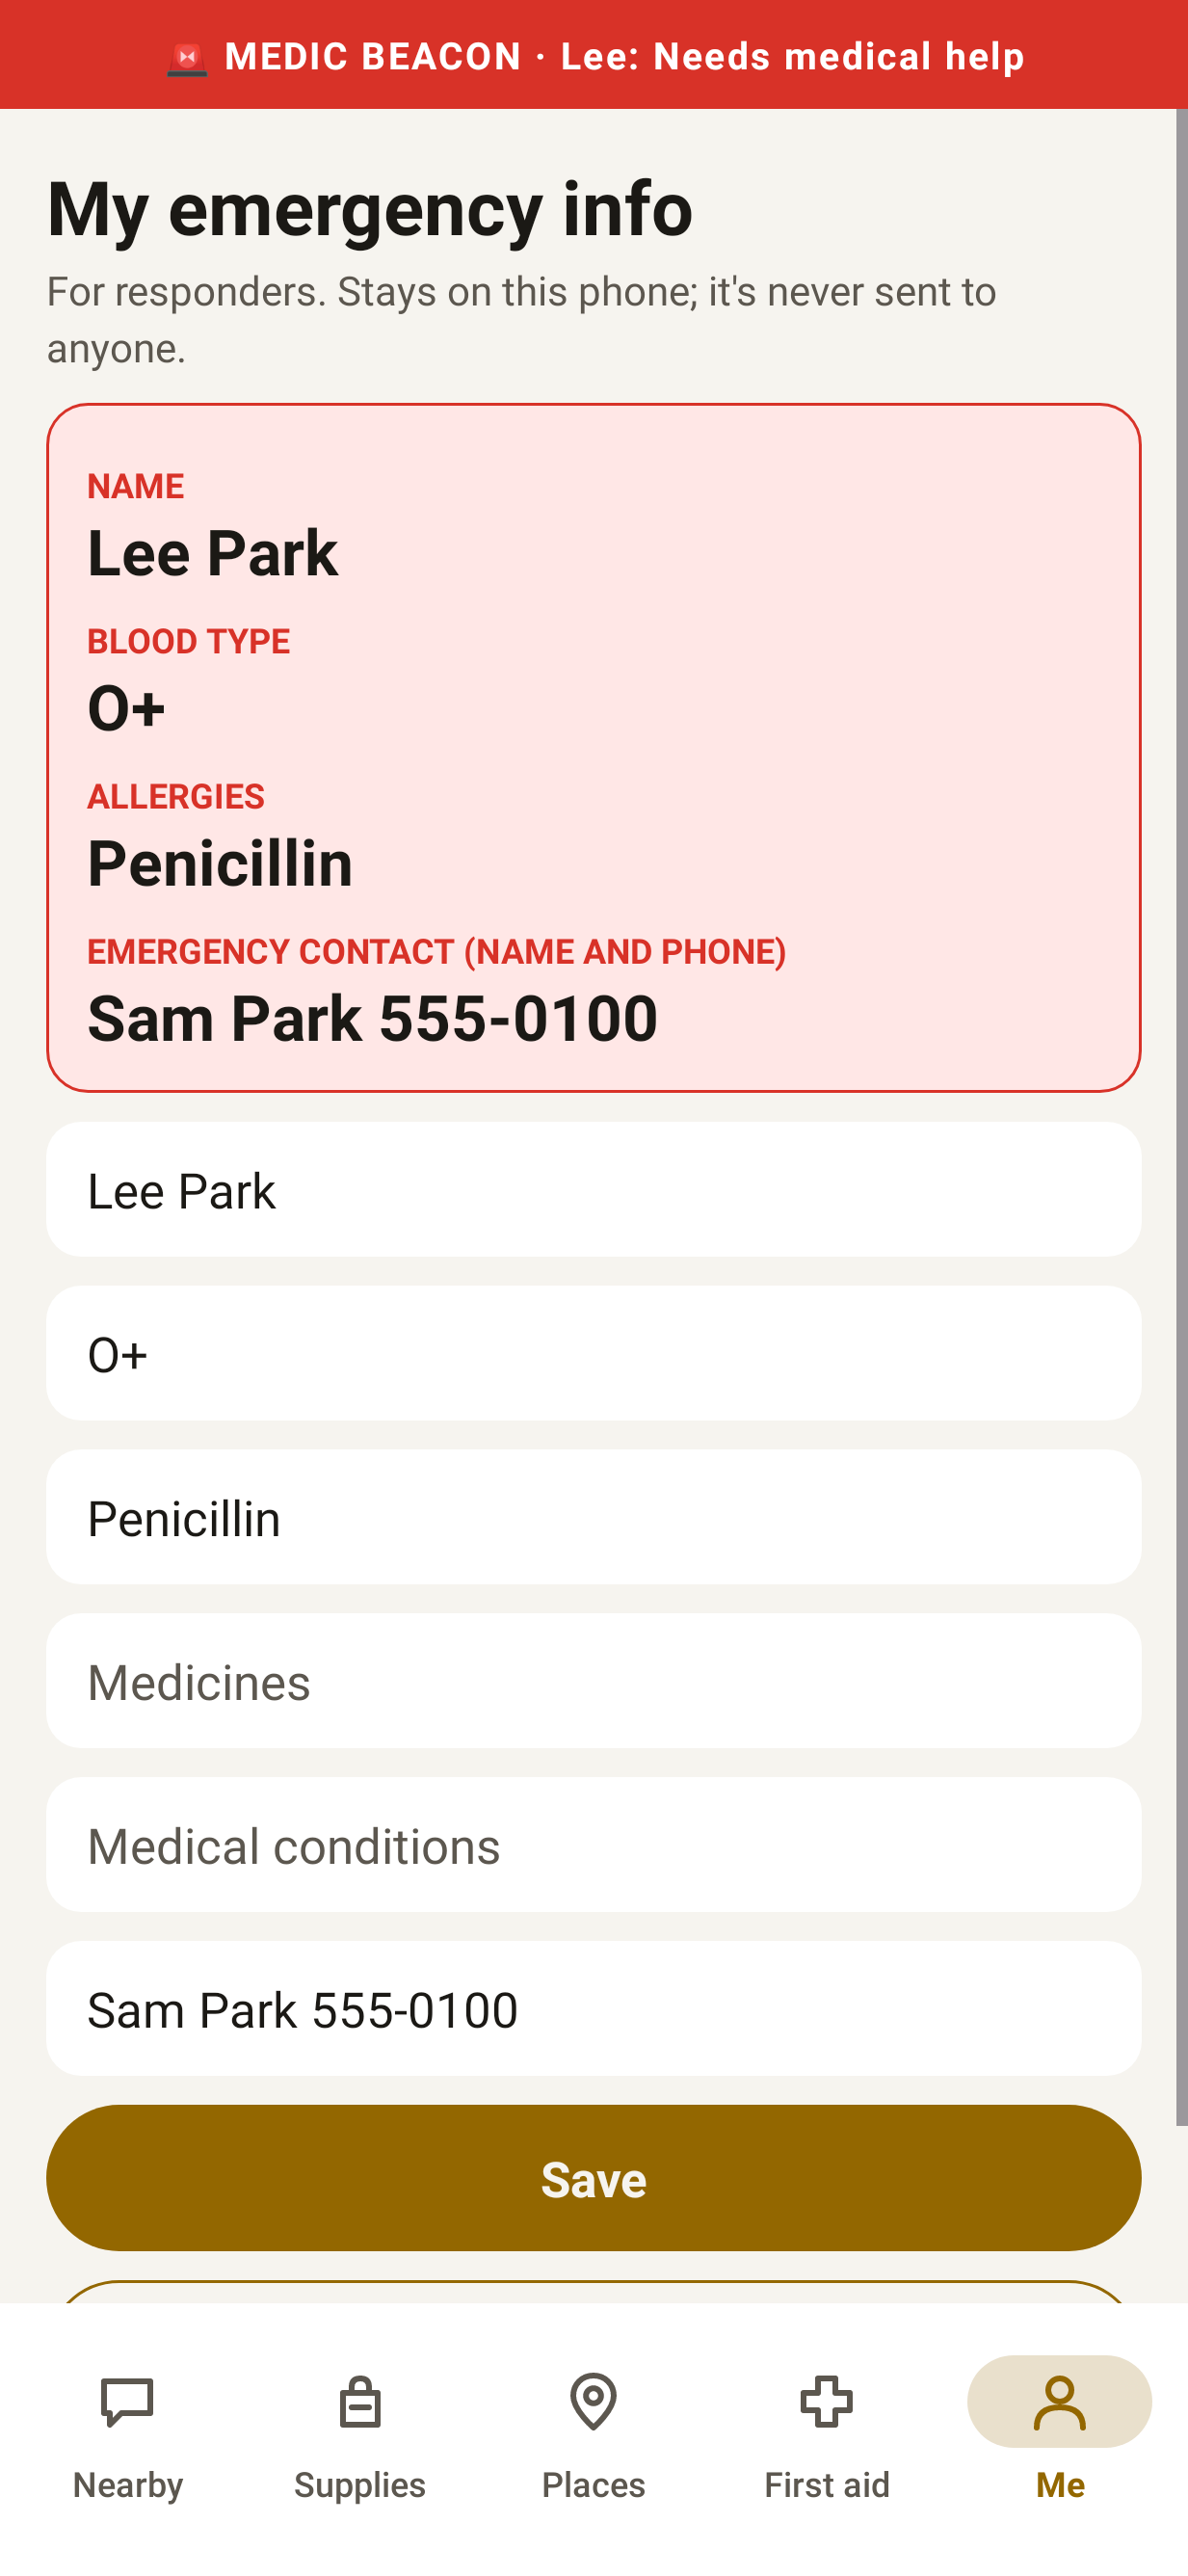 🚨 MEDIC BEACON · Lee: Needs medical help
My emergency info
For responders. Stays on this phone; it's never sent to
anyone.
NAME
Lee Park
BLOOD TYPE
O+
ALLERGIES
Penicillin
EMERGENCY CONTACT (NAME AND PHONE)
Sam Park 555-0100
Lee Park
O+
Penicillin
Medicines
Medical conditions
Sam Park 555-0100
Save
Nearby
Supplies
Places
First aid
Me